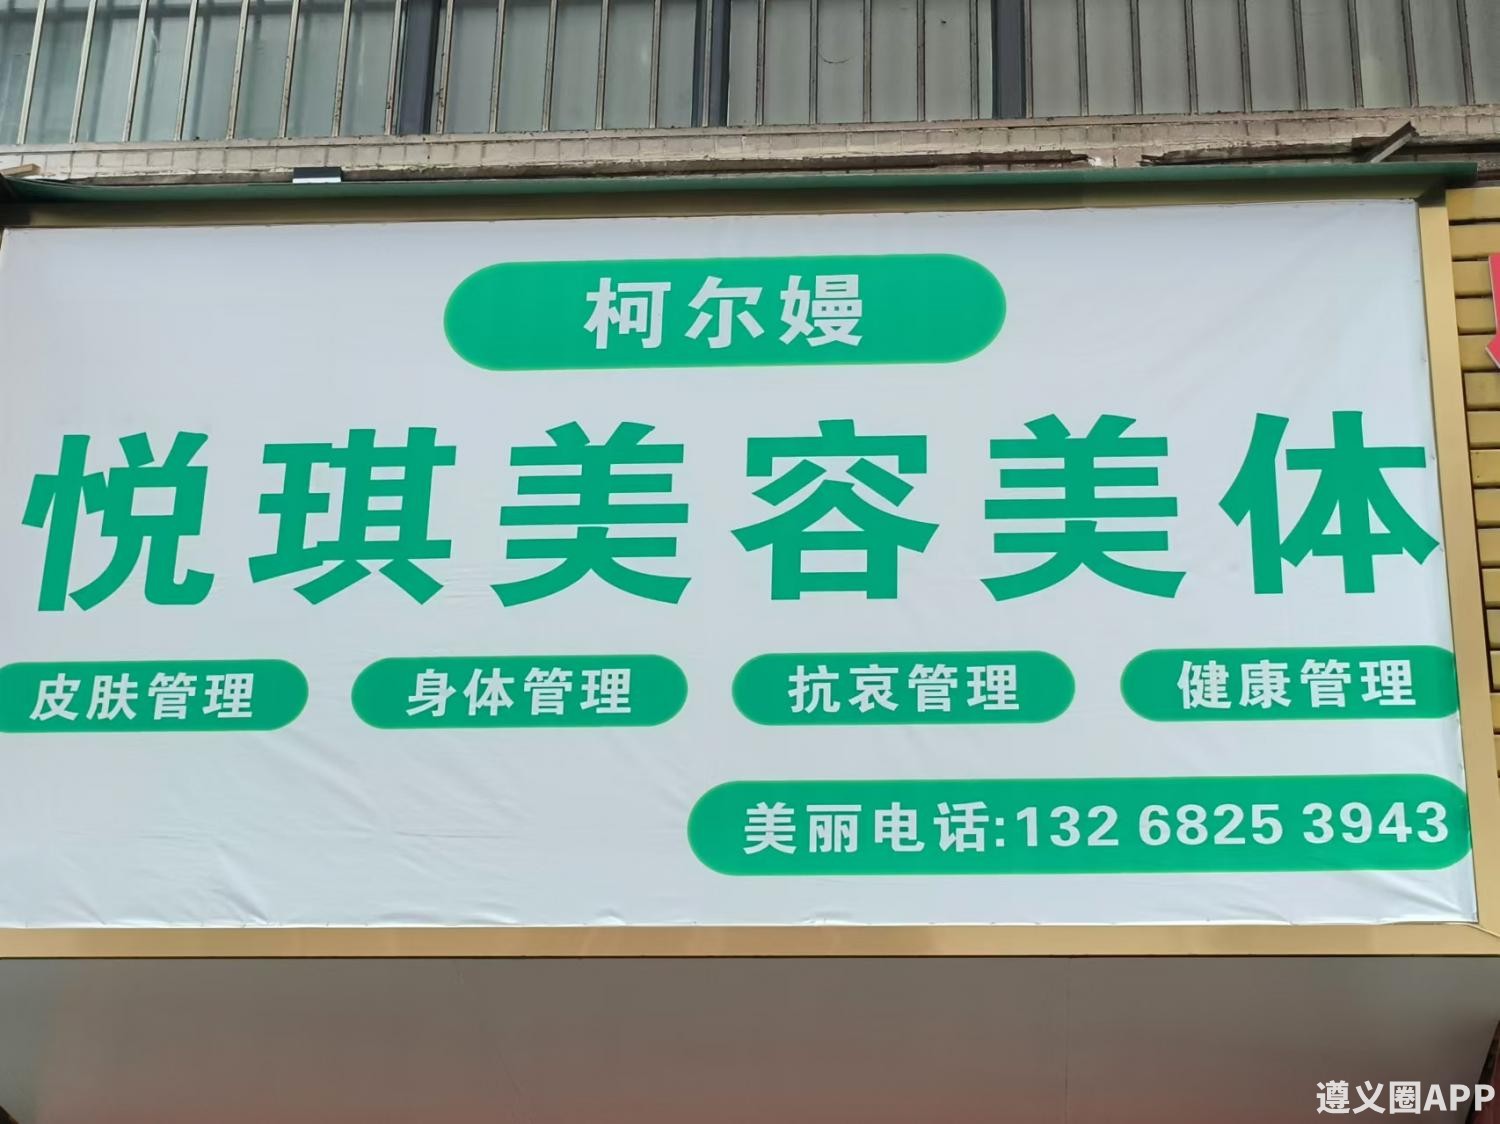 柯尔嫚
悦琪美容美体
皮肤管理 身体管理 抗哀管理 健康管理
美丽电话:132 6825 3943
遵义圈APP